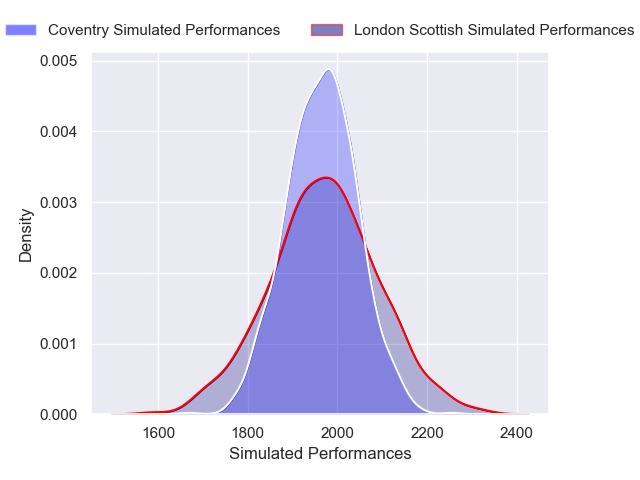 Coventry Simulated Performances London Scottish Simulated Performances
0.005
0.004
0.003
0.002
0.001
0.000
Density
1600 1800 2000 2200 2400
Simulated Performances